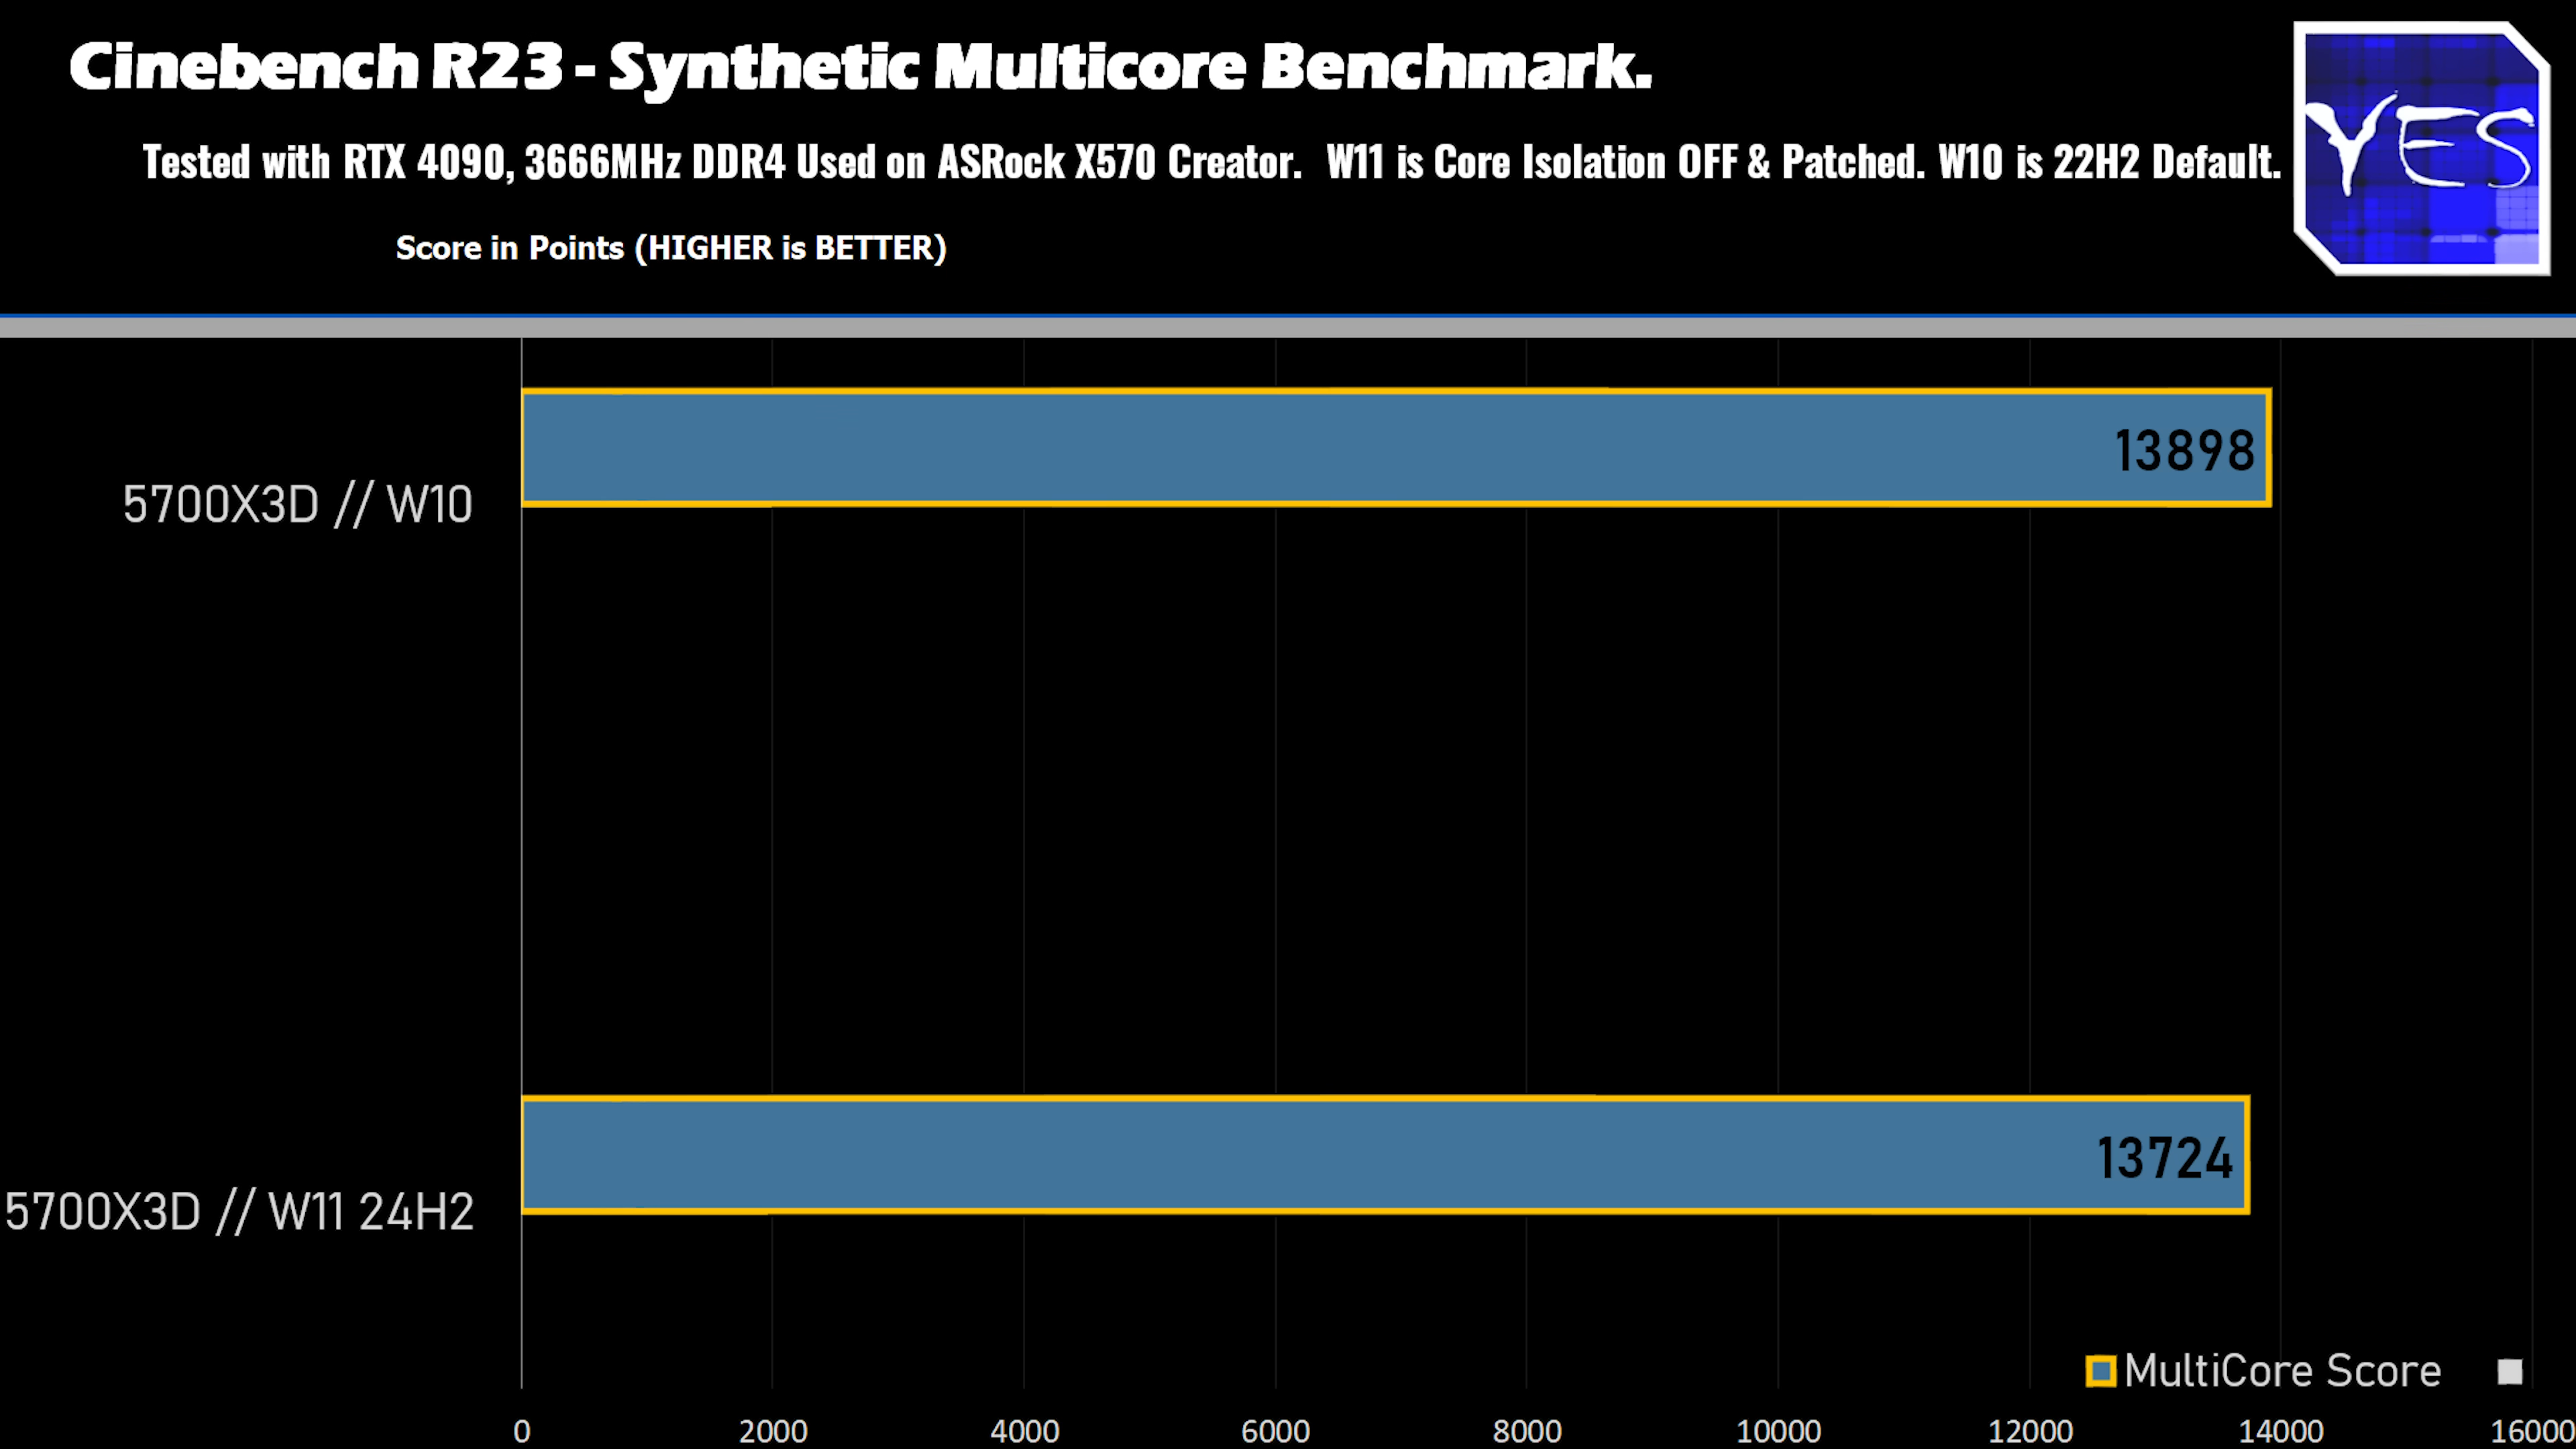 Cinebench R23 - Synthetic Multicore Benchmark.
Tested with RTX 4090, 3666MHz DDR4 Used on ASRock X570 Creator.  W11 is Core Isolation OFF & Patched. W10 is 22H2 Default.
YES
Score in Points (HIGHER is BETTER)
13898
5700X3D // W10
13724
5700X3D // W11 24H2
MultiCore Score
0 2000 4000 6000 8000 10000 12000 14000 16000